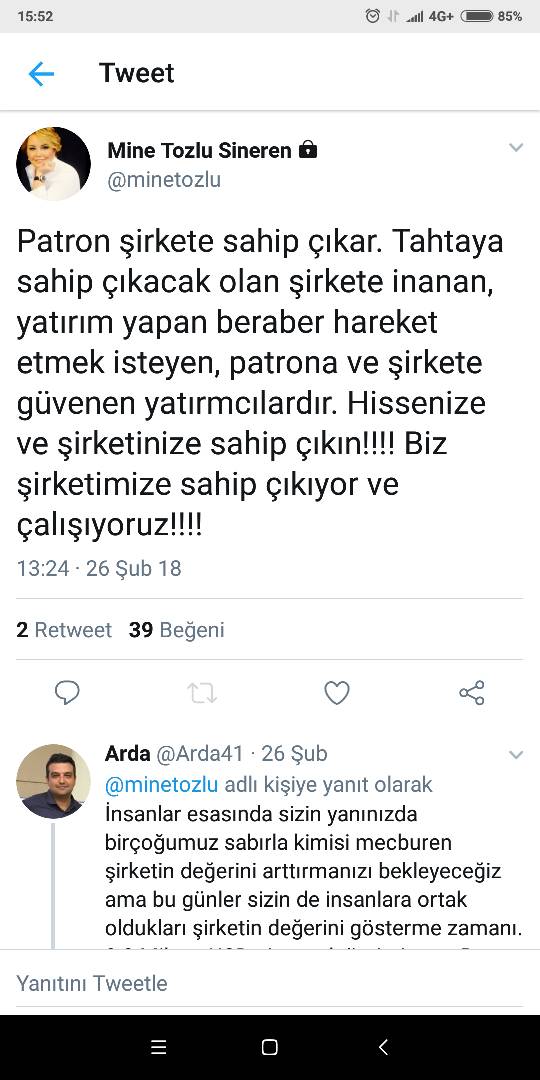 15:52
4G+ 85%
Tweet
Mine Tozlu Sineren
@minetozlu
Patron şirkete sahip çıkar. Tahtaya
sahip çıkacak olan şirkete inanan,
yatırım yapan beraber hareket
etmek isteyen, patrona ve şirkete
güvenen yatırmcılardır. Hissenize
ve şirketinize sahip çıkın!!!! Biz
şirketimize sahip çıkıyor ve
çalışıyoruz!!!!
13:24 · 26 Şub 18
2 Retweet 39 Beğeni
Arda @Arda41 · 26 Şub
@minetozlu adlı kişiye yanıt olarak
İnsanlar esasında sizin yanınızda
birçoğumuz sabırla kimisi mecburen
şirketin değerini arttırmanızı bekleyeceğiz
ama bu günler sizin de insanlara ortak
oldukları şirketin değerini gösterme zamanı.
Yanıtını Tweetle